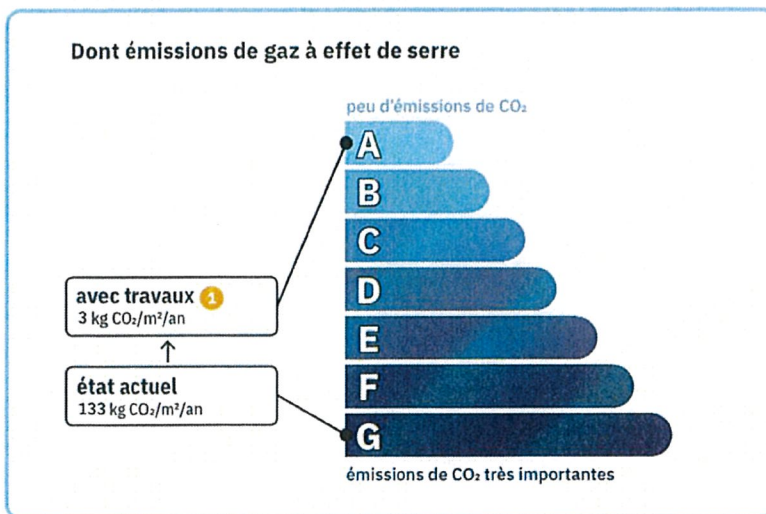 Dont émissions de gaz à effet de serre
peu d'émissions de CO₂
A
B
C
D
avec travaux 1
3 kg CO₂/m²/an
E
état actuel
133 kg CO₂/m²/an
F
G
émissions de CO₂ très importantes